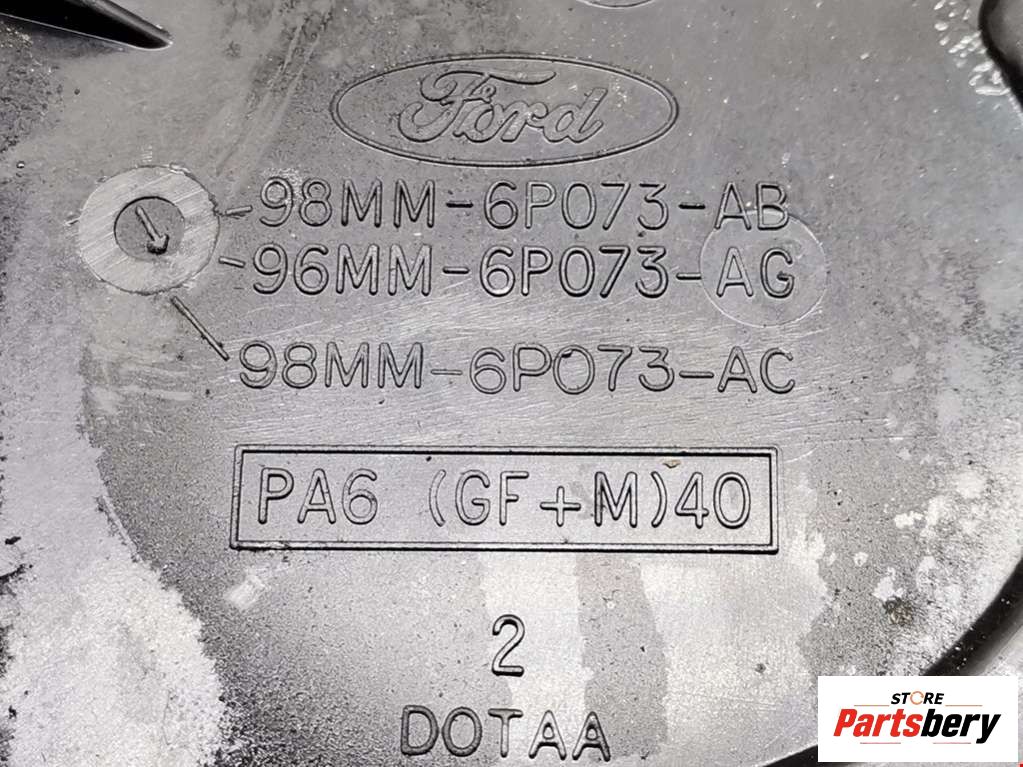 Ford
98MM-6P073-AB
96MM-6P073-AG
98MM-6P073-AC
PA6 (GF+M)40
2
DOTAA
STORE
Partsbery